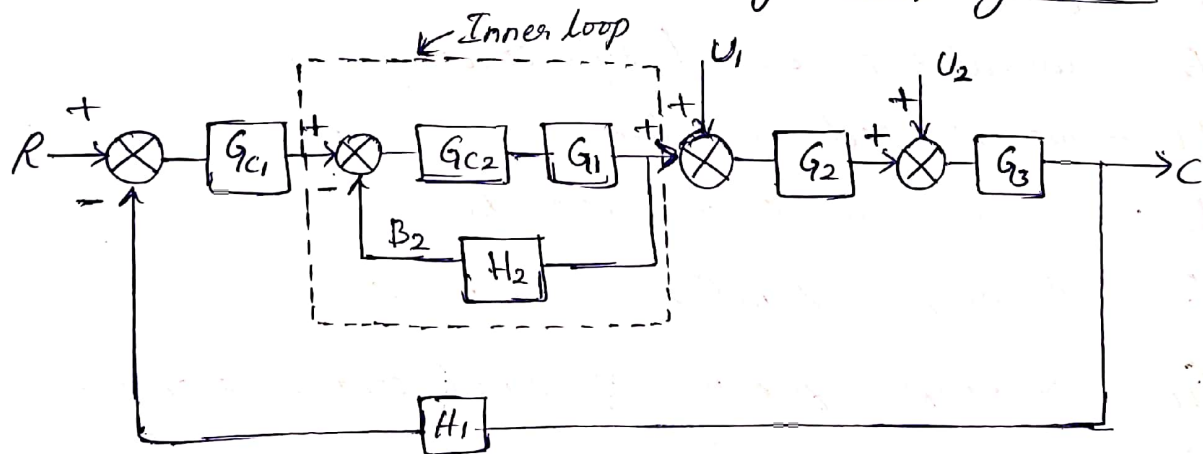 Inner loop
U1
U2
+
R
GC1
+
GC2
G1
+
+
G2
+
+
G3
C
-
-
B2
H2
H1